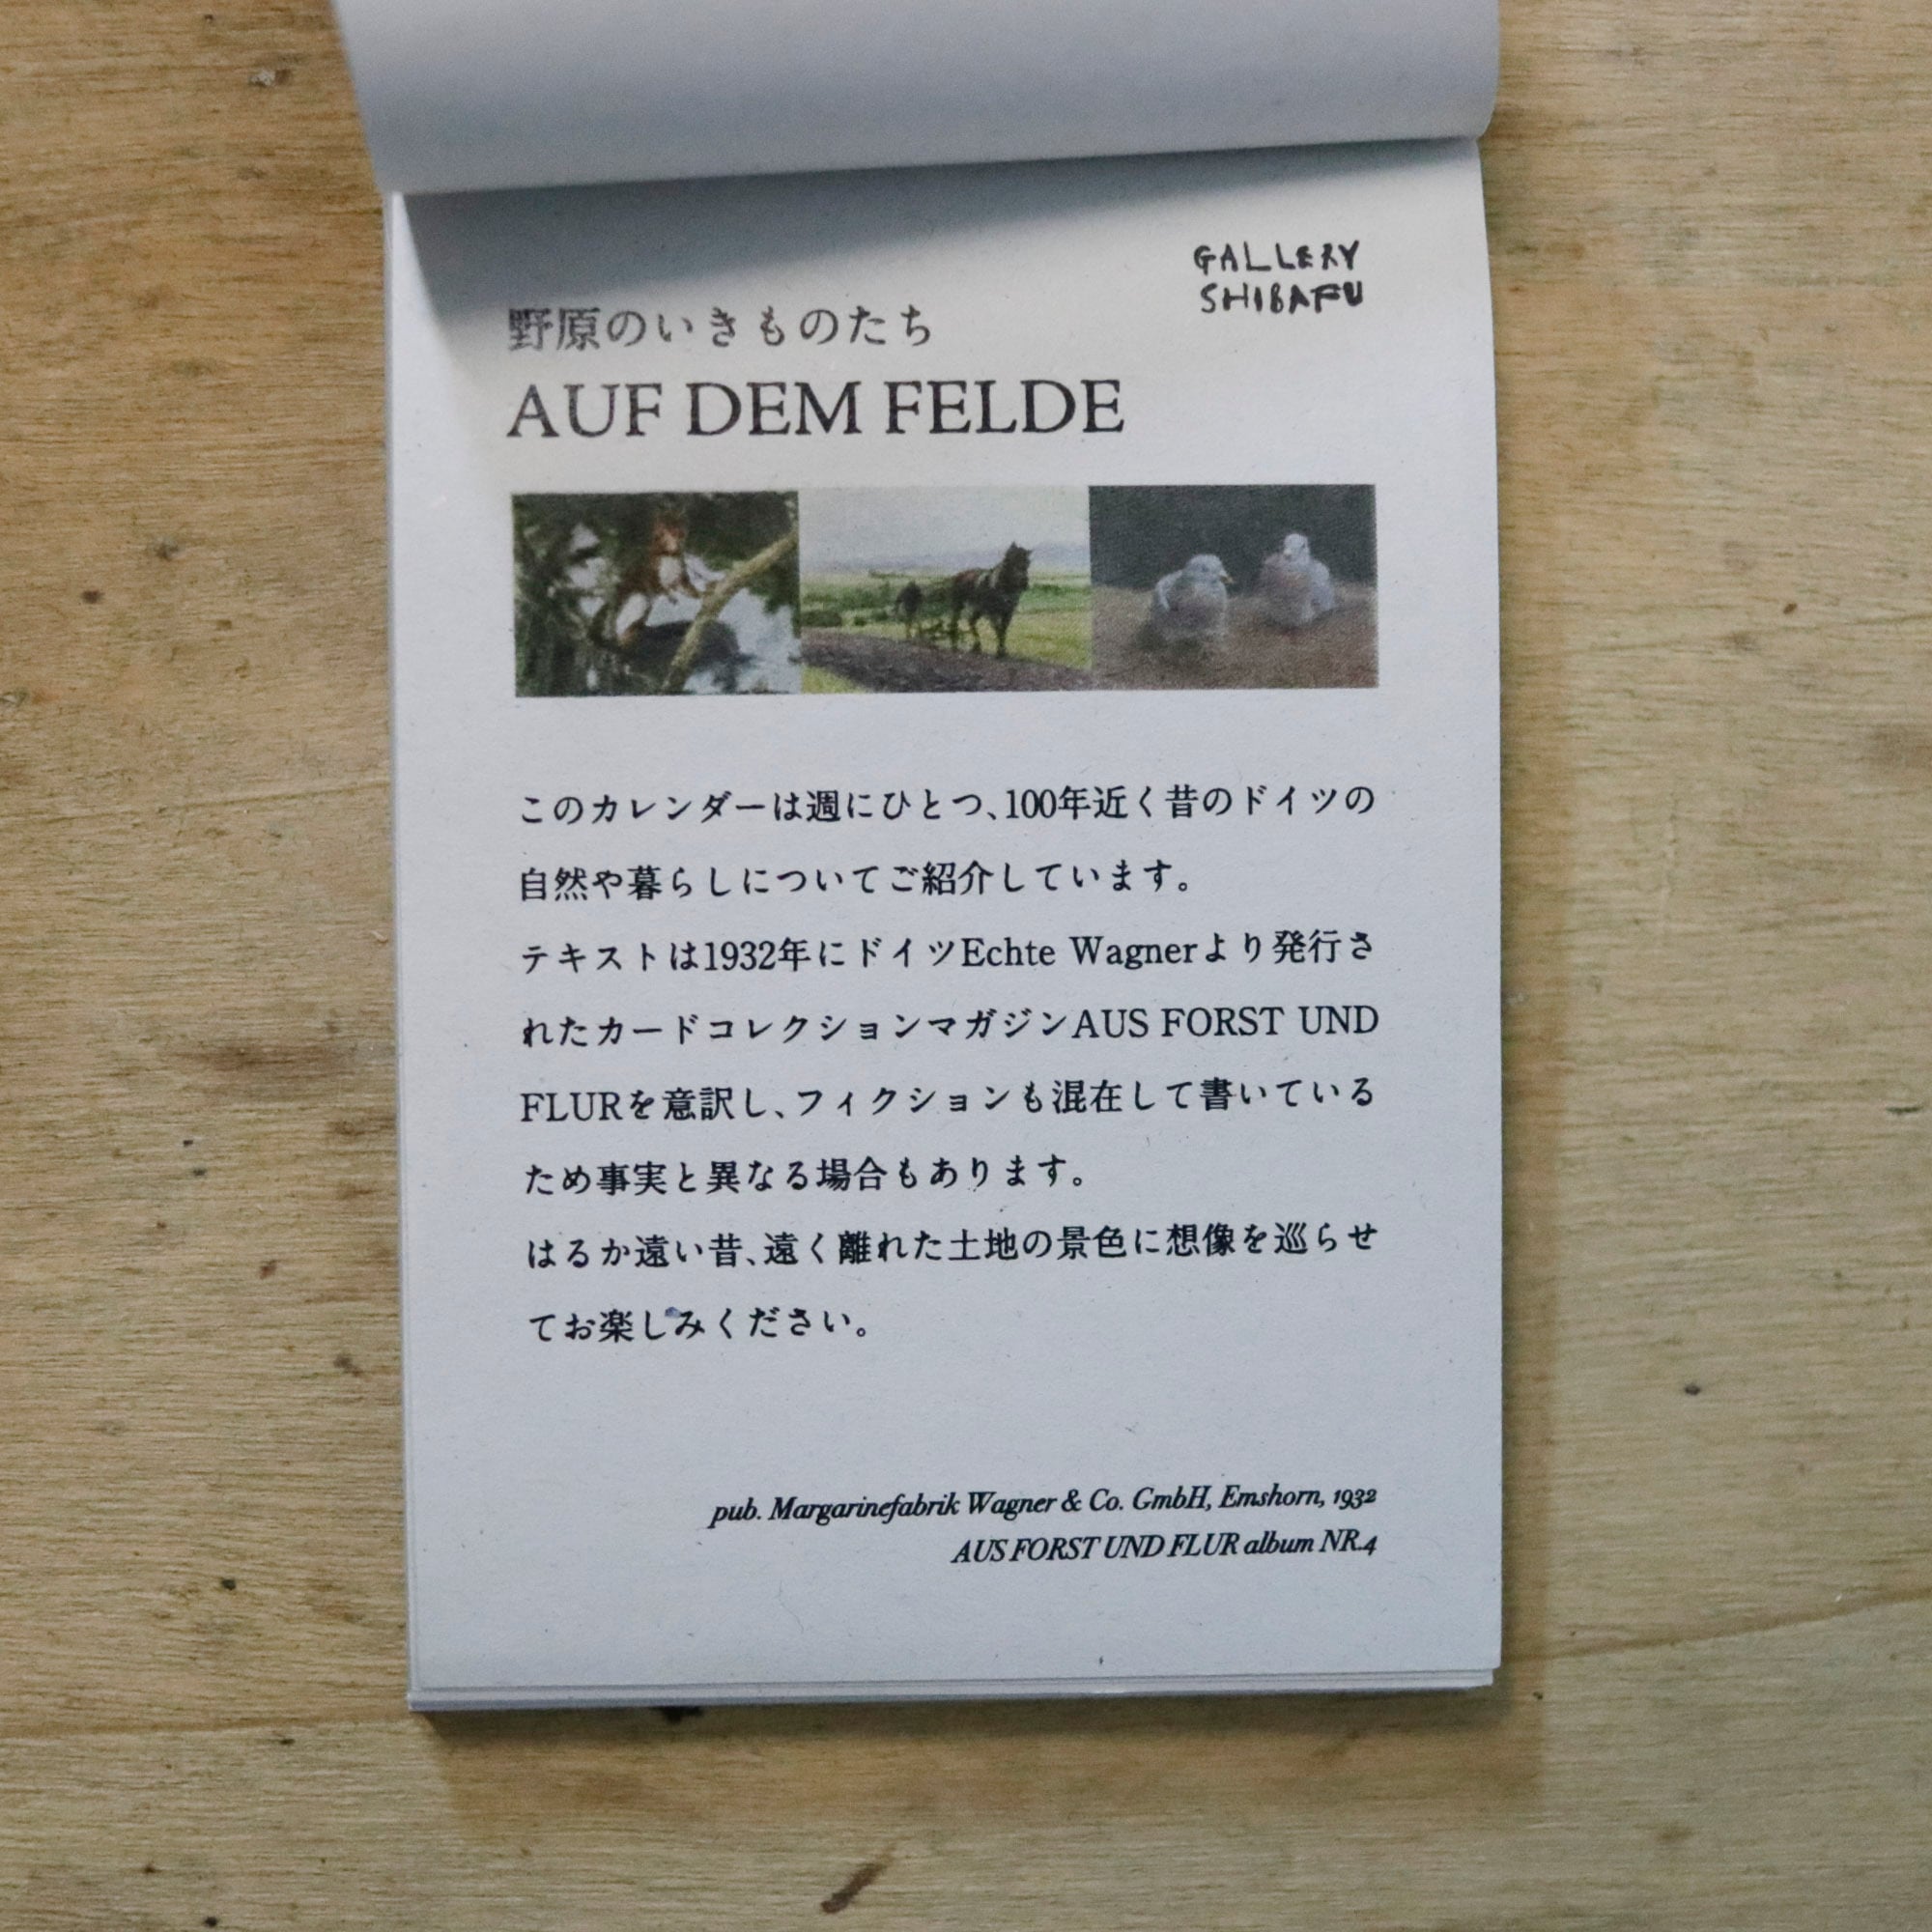 GALLERY
SHIBAFU
野原のいきものたち
AUF DEM FELDE
このカレンダーは週にひとつ、100年近く昔のドイツの
自然や暮らしについてご紹介しています。
テキストは1932年にドイツEchte Wagnerより発行さ
れたカードコレクションマガジンAUS FORST UND
FLURを意訳し、フィクションも混在して書いている
ため事実と異なる場合もあります。
はるか遠い昔、遠く離れた土地の景色に想像を巡らせ
てお楽しみください。
pub. Margarinefabrik Wagner & Co. GmbH, Emshorn, 1932
AUS FORST UND FLUR album NR.4